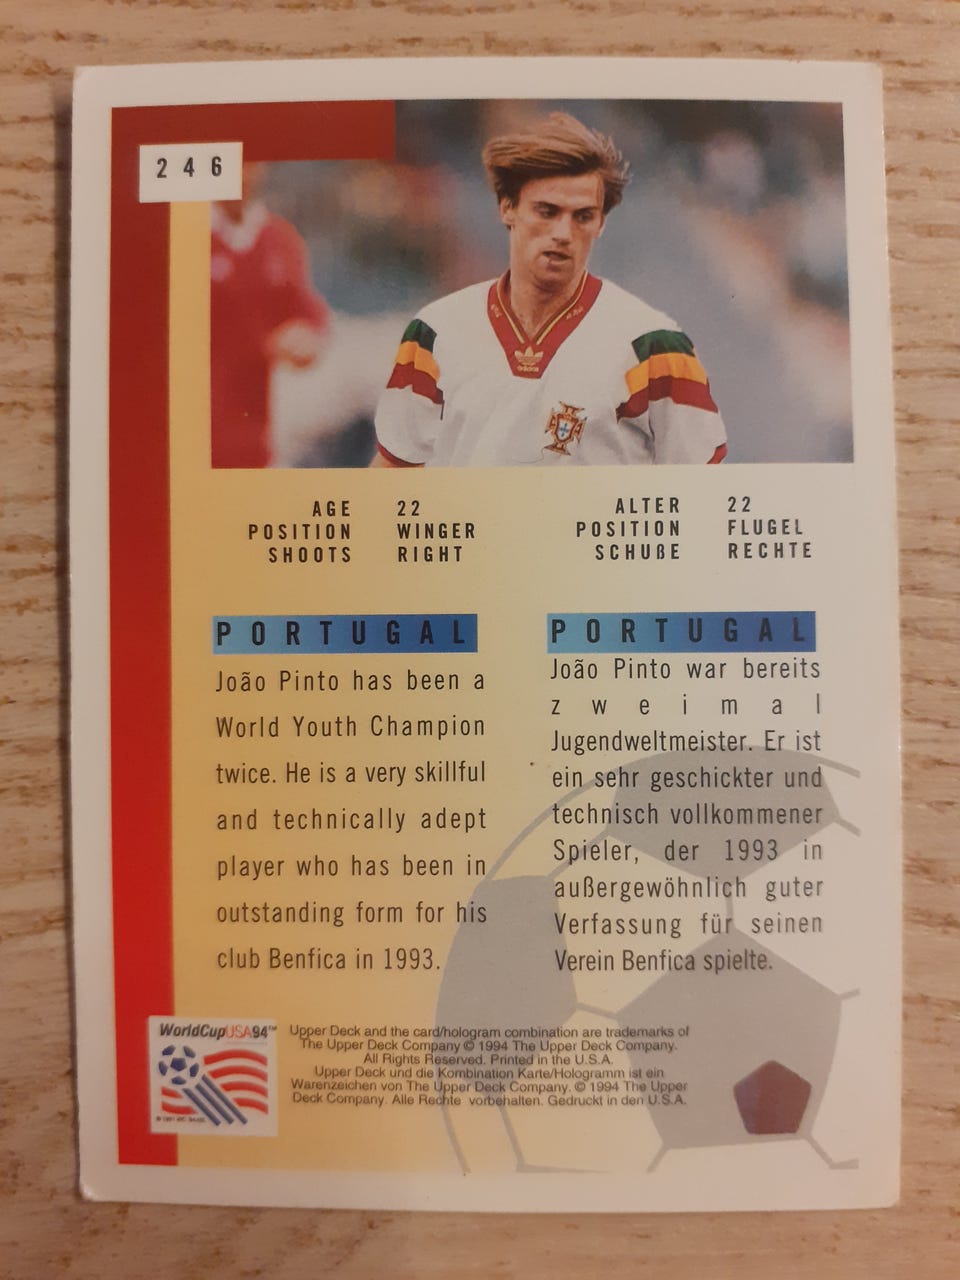 2 4 6
adidas
AGE 22
POSITION WINGER
SHOOTS RIGHT
ALTER 22
POSITION FLUGEL
SCHUßE RECHTE
PORTUGAL
João Pinto has been a
World Youth Champion
twice. He is a very skillful
and technically adept
player who has been in
outstanding form for his
club Benfica in 1993.
PORTUGAL
João Pinto war bereits
zweimal
Jugendweltmeister. Er ist
ein sehr geschickter und
technisch vollkommener
Spieler, der 1993 in
außergewöhnlich guter
Verfassung für seinen
Verein Benfica spielte.
WorldCupUSA94™
Upper Deck and the card/hologram combination are trademarks of
The Upper Deck Company © 1994 The Upper Deck Company.
All Rights Reserved. Printed in the U.S.A.
Upper Deck und die Kombination Karte/Hologramm ist ein
Warenzeichen von The Upper Deck Company. © 1994 The Upper
Deck Company. Alle Rechte vorbehalten. Gedruckt in den U.S.A.